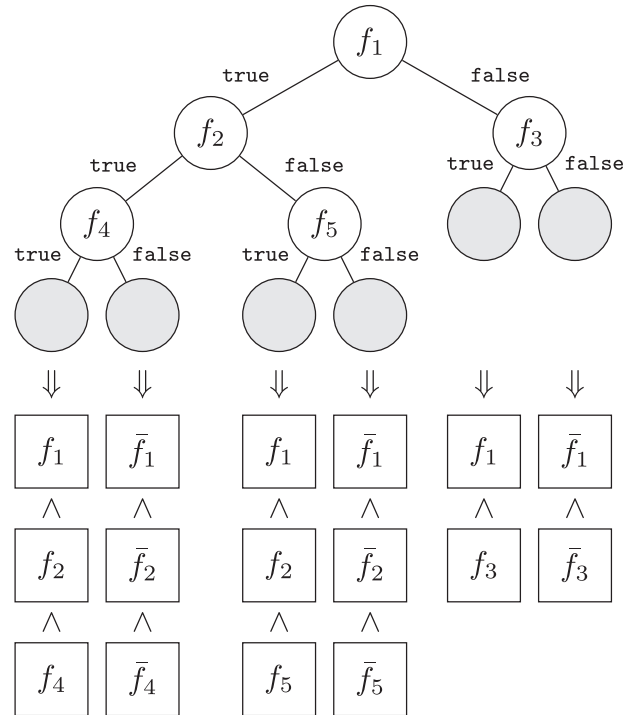 f₁
true false
f₂ f₃
true false true false
f₄ f₅
true false true false
⇓ ⇓ ⇓ ⇓ ⇓ ⇓
f₁ f̄₁ f₁ f̄₁ f₁ f̄₁
∧ ∧ ∧ ∧ ∧ ∧
f₂ f̄₂ f₂ f̄₂ f₃ f̄₃
∧ ∧ ∧ ∧
f₄ f̄₄ f₅ f̄₅